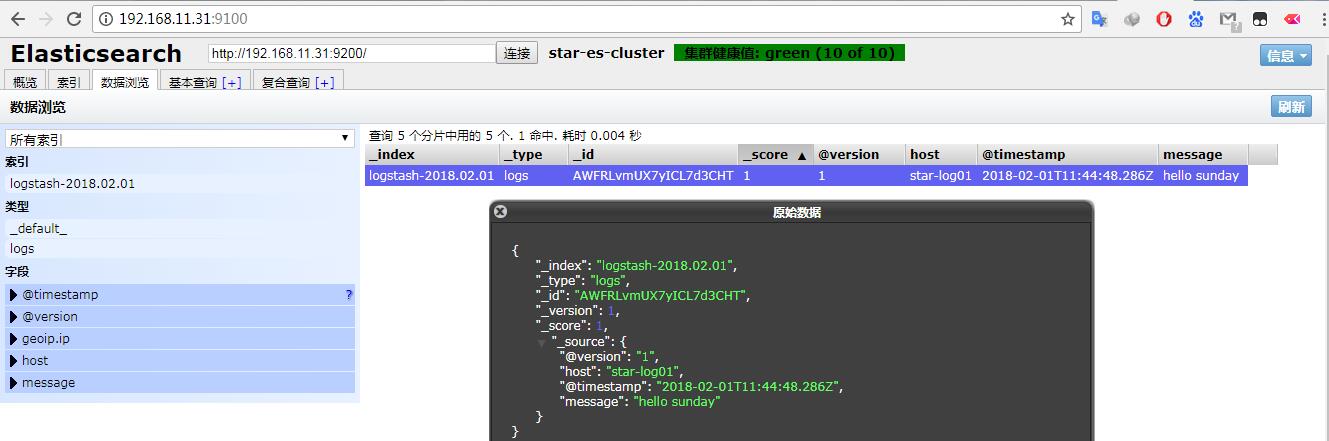 192.168.11.31:9100
Elasticsearch http://192.168.11.31:9200/ 连接 star-es-cluster 集群健康值: green (10 of 10) 信息
概览 索引 数据浏览 基本查询 [+] 复合查询 [+]
数据浏览 刷新
所有索引
索引
logstash-2018.02.01
类型
_default_
logs
字段
@timestamp ?
@version
geoip.ip
host
message
查询 5 个分片中用的 5 个. 1 命中. 耗时 0.004 秒
_index _type _id _score ▲ @version host @timestamp message
logstash-2018.02.01 logs AWFRLvmUX7yICL7d3CHT 1 1 star-log01 2018-02-01T11:44:48.286Z hello sunday
原始数据
{
"_index": "logstash-2018.02.01",
"_type": "logs",
"_id": "AWFRLvmUX7yICL7d3CHT",
"_version": 1,
"_score": 1,
"_source": {
"@version": "1",
"host": "star-log01",
"@timestamp": "2018-02-01T11:44:48.286Z",
"message": "hello sunday"
}
}